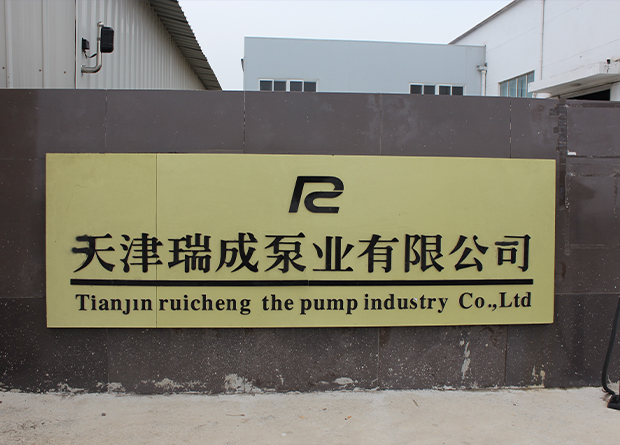 天津瑞成泵业有限公司
Tianjin ruicheng the pump industry Co.,Ltd